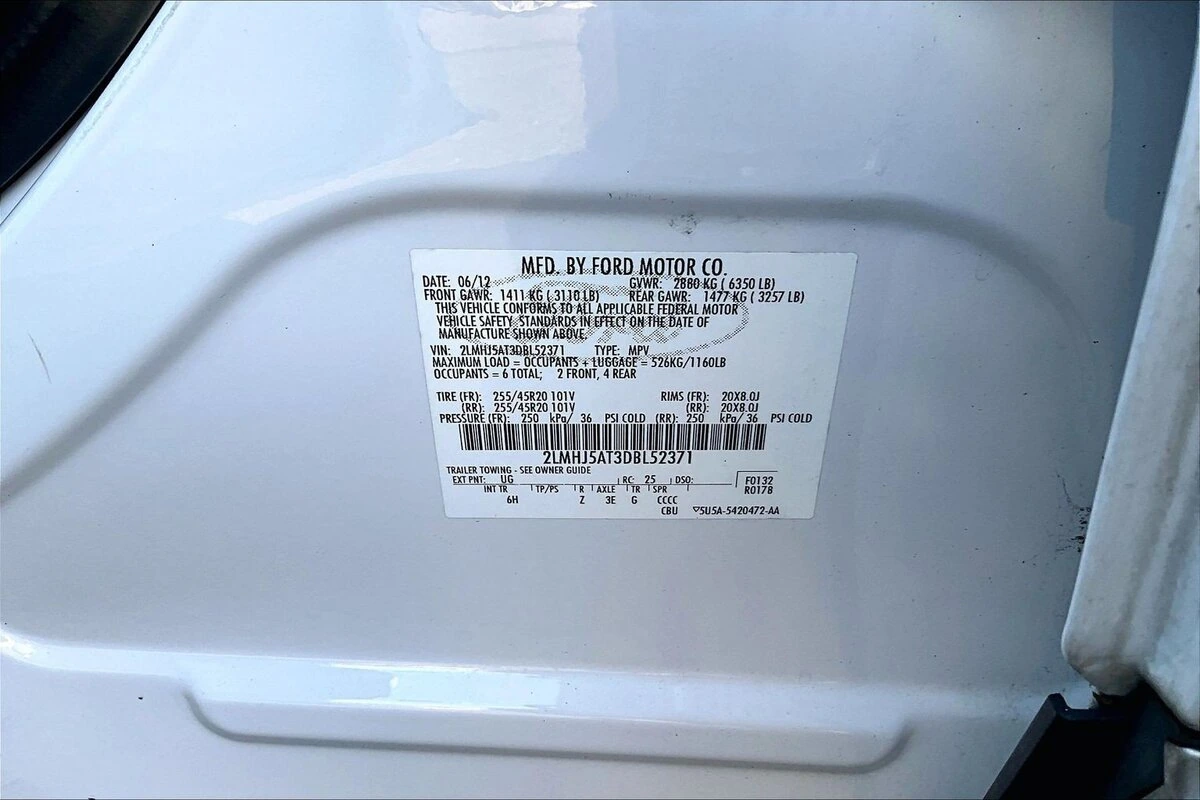 MFD. BY FORD MOTOR CO.
DATE: 06/12 GVWR: 2880 KG ( 6350 LB)
FRONT GAWR: 1411 KG ( 3110 LB) REAR GAWR: 1477 KG ( 3257 LB)
THIS VEHICLE CONFORMS TO ALL APPLICABLE FEDERAL MOTOR
VEHICLE SAFETY STANDARDS IN EFFECT ON THE DATE OF
MANUFACTURE SHOWN ABOVE.
VIN: 2LMHJ5AT3DBL52371 TYPE: MPV
MAXIMUM LOAD = OCCUPANTS + LUGGAGE = 526KG/1160LB
OCCUPANTS = 6 TOTAL; 2 FRONT, 4 REAR
TIRE (FR): 255/45R20 101V RIMS (FR): 20X8.0J
(RR): 255/45R20 101V (RR): 20X8.0J
PRESSURE (FR): 250 kPa/ 36 PSI COLD (RR): 250 kPa/ 36 PSI COLD
2LMHJ5AT3DBL52371
TRAILER TOWING - SEE OWNER GUIDE
EXT PNT: UG RC: 25 DSO: F0132
INT TR TP/PS R AXLE TR SPR R017B
6H Z 3E G CCCC
CBU ▽5U5A-5420472-AA